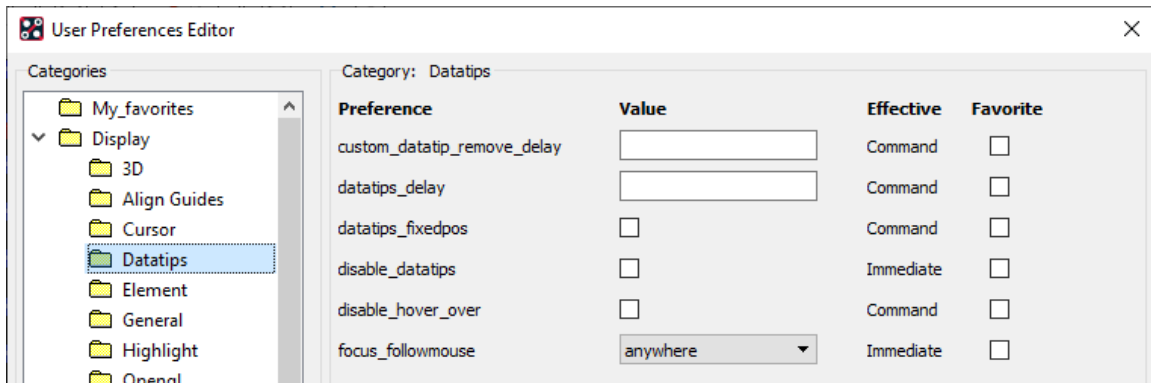 User Preferences Editor
Categories
My_favorites
Display
3D
Align Guides
Cursor
Datatips
Element
General
Highlight
Opengl
Category: Datatips
Preference Value Effective Favorite
custom_datatip_remove_delay Command
datatips_delay Command
datatips_fixedpos Command
disable_datatips Immediate
disable_hover_over Command
focus_followmouse anywhere Immediate